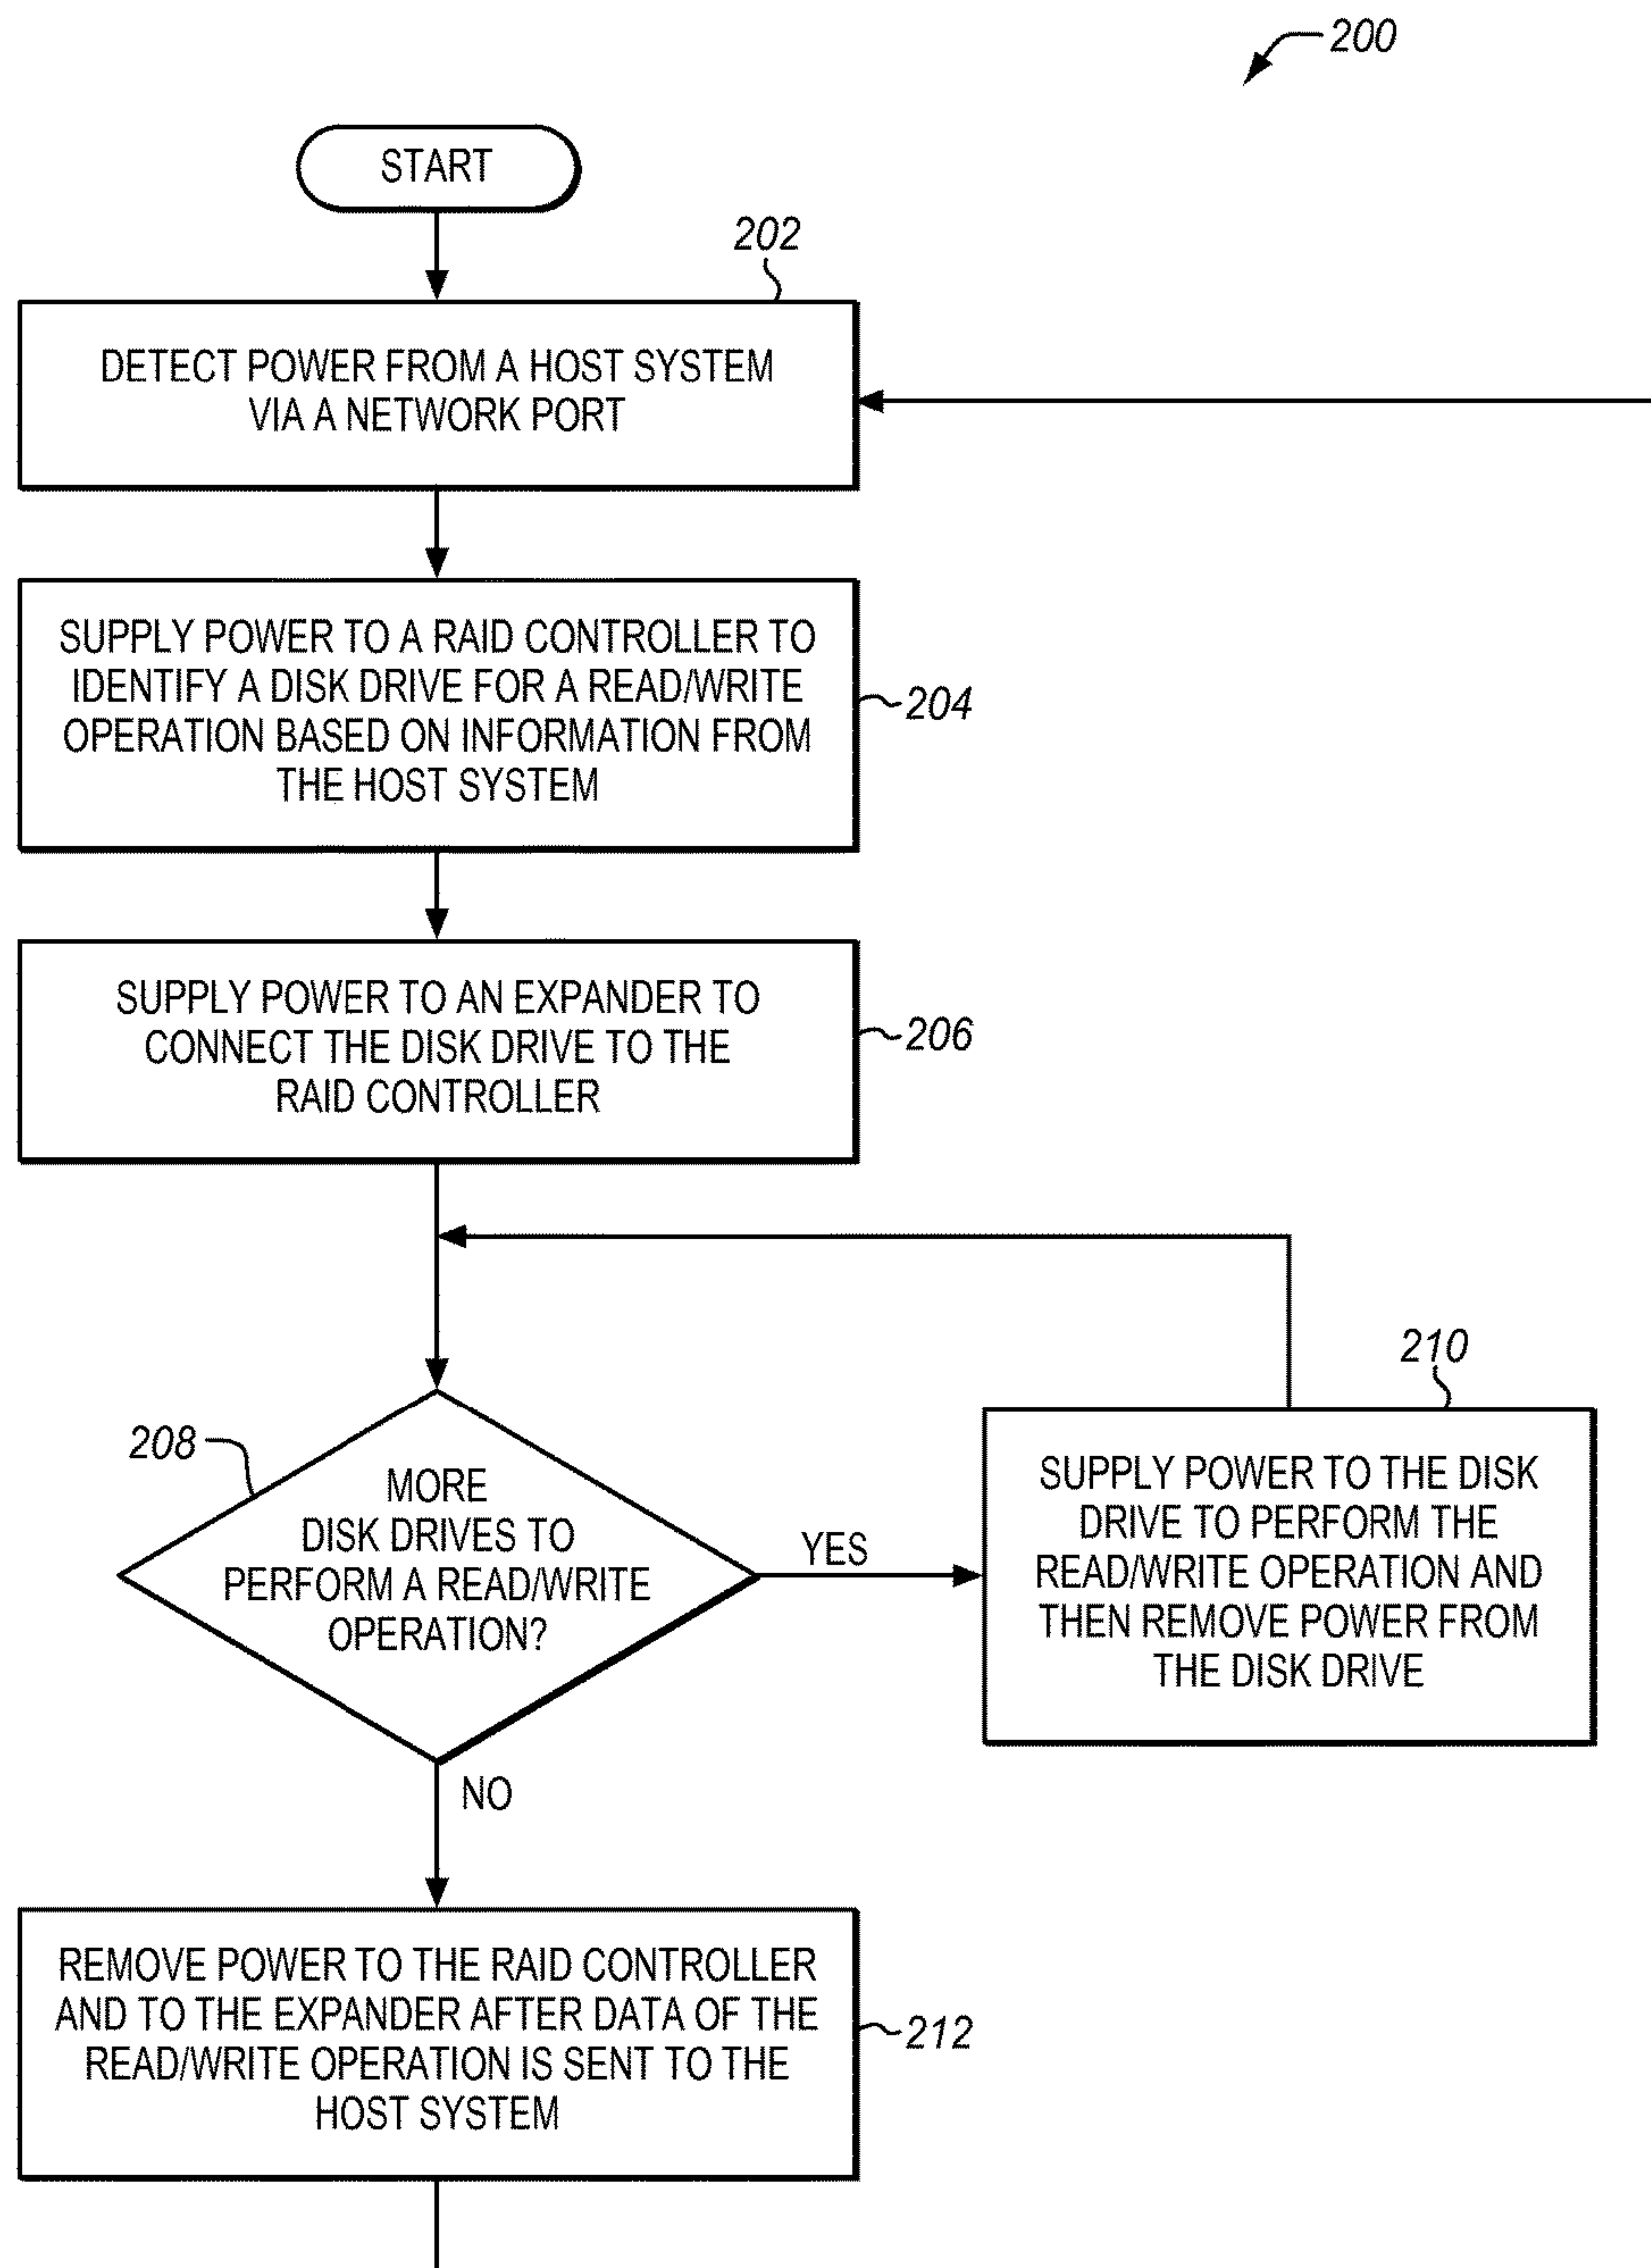 200
START
202
DETECT POWER FROM A HOST SYSTEM
VIA A NETWORK PORT
SUPPLY POWER TO A RAID CONTROLLER TO
IDENTIFY A DISK DRIVE FOR A READ/WRITE
OPERATION BASED ON INFORMATION FROM
THE HOST SYSTEM
204
SUPPLY POWER TO AN EXPANDER TO
CONNECT THE DISK DRIVE TO THE
RAID CONTROLLER
206
208
MORE
DISK DRIVES TO
PERFORM A READ/WRITE
OPERATION?
YES
210
SUPPLY POWER TO THE DISK
DRIVE TO PERFORM THE
READ/WRITE OPERATION AND
THEN REMOVE POWER FROM
THE DISK DRIVE
NO
REMOVE POWER TO THE RAID CONTROLLER
AND TO THE EXPANDER AFTER DATA OF THE
READ/WRITE OPERATION IS SENT TO THE
HOST SYSTEM
212